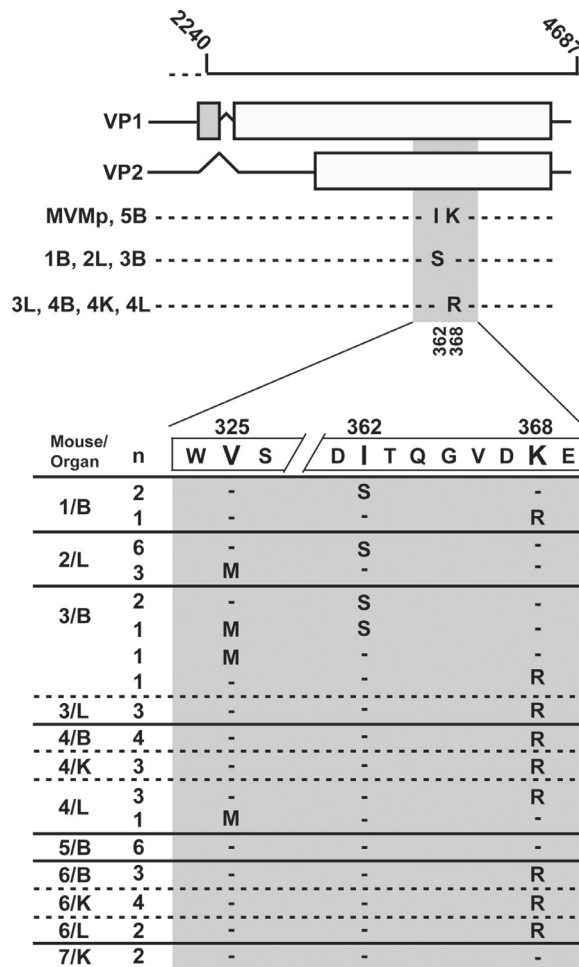 2240 4687
VP1
VP2
MVMp, 5B I K
1B, 2L, 3B S
3L, 4B, 4K, 4L R
362 368
Mouse/ Organ n 325 362 368
W V S D I T Q G V D K E
1/B 2 - S -
1 - - R
2/L 6 - S -
3 M - -
3/B 2 - S -
1 M S -
1 M - -
1 - - R
3/L 3 - - R
4/B 4 - - R
4/K 3 - - R
4/L 3 - - R
1 M - -
5/B 6 - - -
6/B 3 - - R
6/K 4 - - R
6/L 2 - - R
7/K 2 - - -